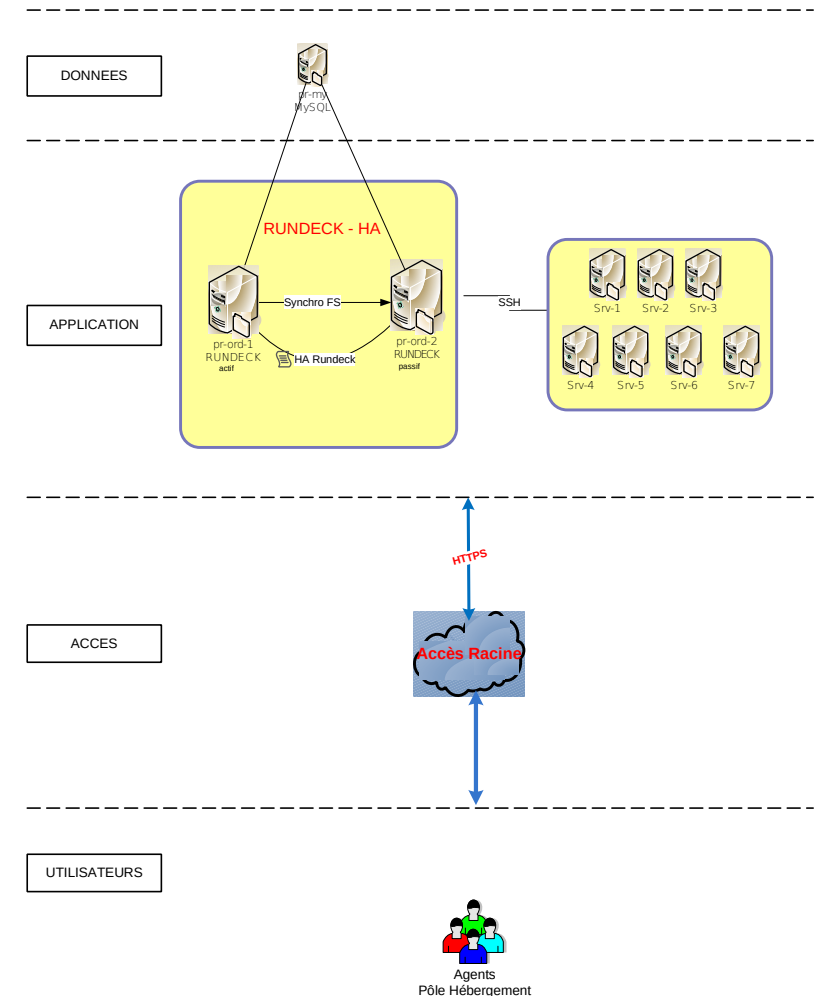 DONNEES
pr-my
MySQL
RUNDECK - HA
Synchro FS
pr-ord-1
RUNDECK
actif
HA Rundeck
pr-ord-2
RUNDECK
passif
APPLICATION
SSH
Srv-1
Srv-2
Srv-3
Srv-4
Srv-5
Srv-6
Srv-7
HTTPS
ACCES
Accès Racine
UTILISATEURS
Agents
Pôle Hébergement